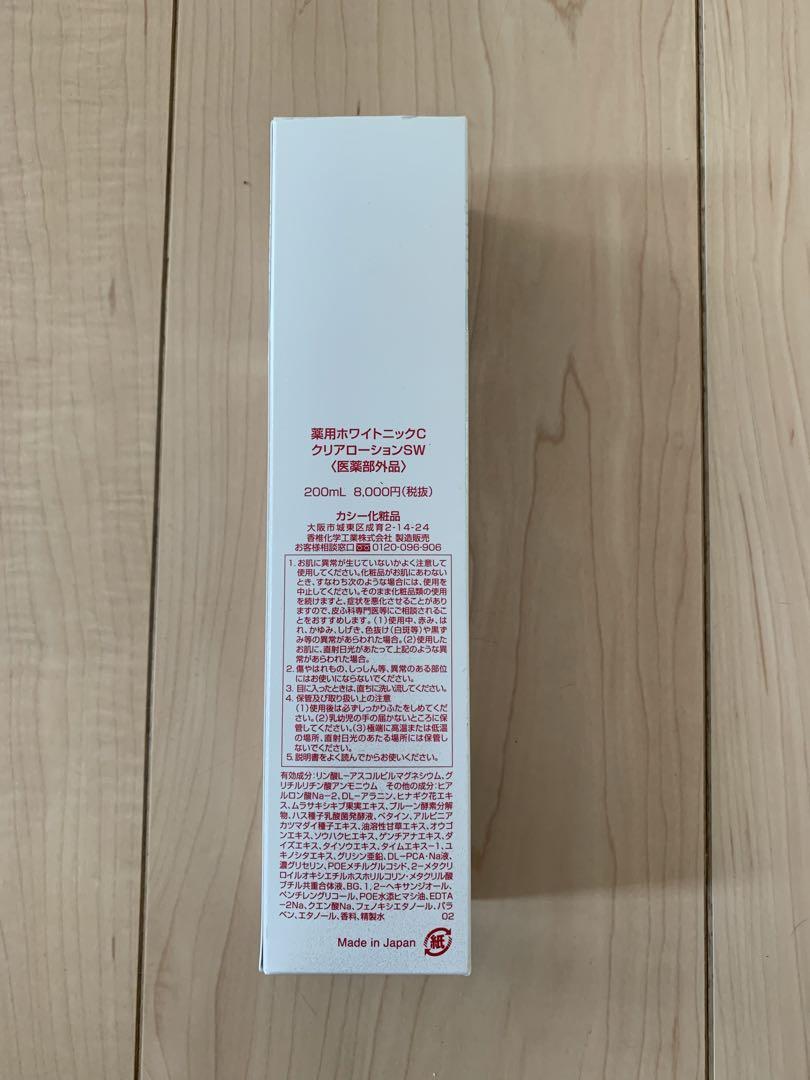 薬用ホワイトニックC
クリアローションSW
〈医薬部外品〉
200mL 8,000円(税抜)
カシー化粧品
大阪市城東区成育2-14-24
香椎化学工業株式会社 製造販売
お客様相談窓口 0120-096-906
1. お肌に異常が生じていないかよく注意して
使用してください。化粧品がお肌にあわない
とき、すなわち次のような場合には、使用を
中止してください。そのまま化粧品類の使用
を続けますと、症状を悪化させることがあり
ますので、皮ふ科専門医等にご相談されるこ
とをおすすめします。(1)使用中、赤み、は
れ、かゆみ、しげき、色抜け(白斑等)や黒ず
み等の異常があらわれた場合。(2)使用した
お肌に、直射日光があたって上記のような異
常があらわれた場合。
2. 傷やはれもの、しっしん等、異常のある部位
にはお使いにならないでください。
3. 目に入ったときは、直ちに洗い流してください。
4. 保管及び取り扱い上の注意
(1)使用後は必ずしっかりふたをしめてくだ
さい。(2)乳幼児の手の届かないところに保
管してください。(3)極端に高温または低温
の場所、直射日光のあたる場所には保管し
ないでください。
5. 説明書をよく読んでからお使いください。
有効成分:リン酸L-アスコルビルマグネシウム、グ
リチルリチン酸アンモニウム その他の成分:ヒア
ルロン酸Na-2、DL-アラニン、ヒナギク花エキ
ス、ムラサキシキブ果実エキス、プルーン酵素分解
物、ハス種子乳酸菌発酵液、ベタイン、アルピニア
カツマダイ種子エキス、油溶性甘草エキス、オウゴ
ンエキス、ソウハクヒエキス、ゲンチアナエキス、ダ
イズエキス、タイソウエキス、タイムエキス-1、ユ
キノシタエキス、グリシン亜鉛、DL-PCA・Na液、
濃グリセリン、POEメチルグルコシド、2-メタクリ
ロイルオキシエチルホスホリルコリン・メタクリル酸
ブチル共重合体液、BG、1,2-ヘキサンジオール、
ペンチレングリコール、POE水添ヒマシ油、EDTA
-2Na、クエン酸Na、フェノキシエタノール、パラ
ベン、エタノール、香料、精製水 02
Made in Japan 紙